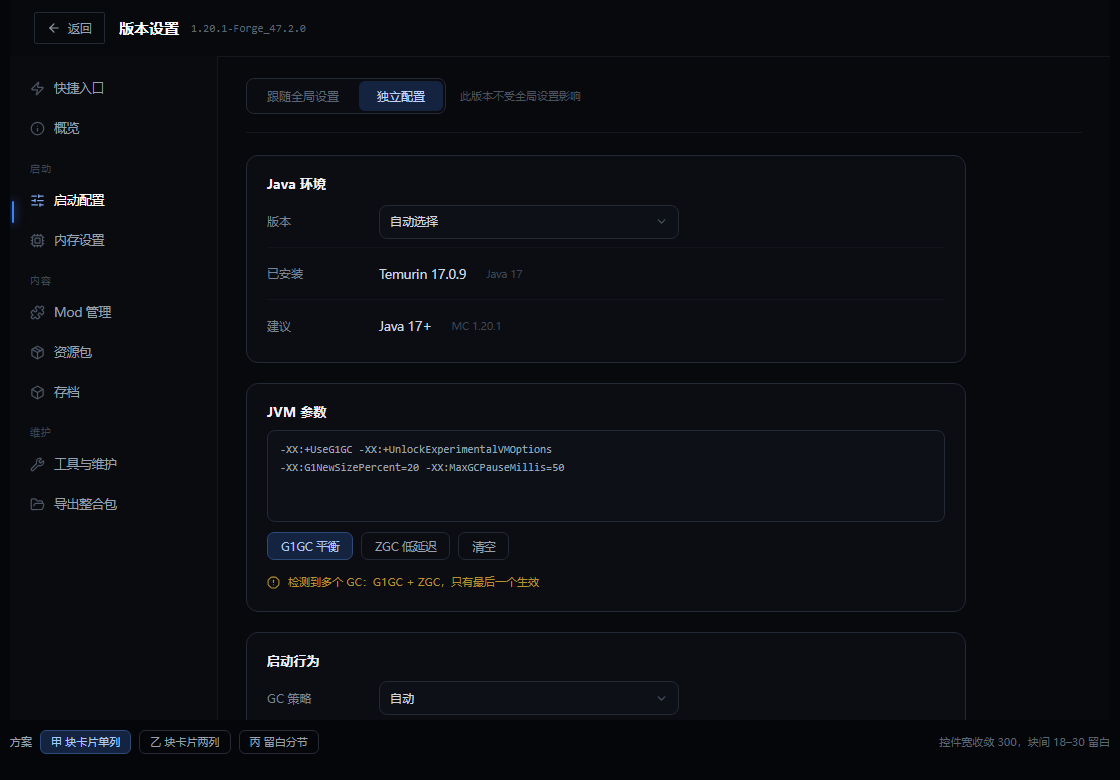 返回
版本设置 1.20.1-Forge_47.2.0
快捷入口
概览
启动
启动配置
内存设置
内容
Mod 管理
资源包
存档
维护
工具与维护
导出整合包
跟随全局设置 独立配置 此版本不受全局设置影响
Java 环境
版本 自动选择
已安装 Temurin 17.0.9 Java 17
建议 Java 17+ MC 1.20.1
JVM 参数
-XX:+UseG1GC -XX:+UnlockExperimentalVMOptions
-XX:G1NewSizePercent=20 -XX:MaxGCPauseMillis=50
G1GC 平衡 ZGC 低延迟 清空
检测到多个 GC：G1GC + ZGC，只有最后一个生效
启动行为
GC 策略 自动
方案 甲 块卡片单列 乙 块卡片两列 丙 留白分节 控件宽收敛 300，块间 18–30 留白